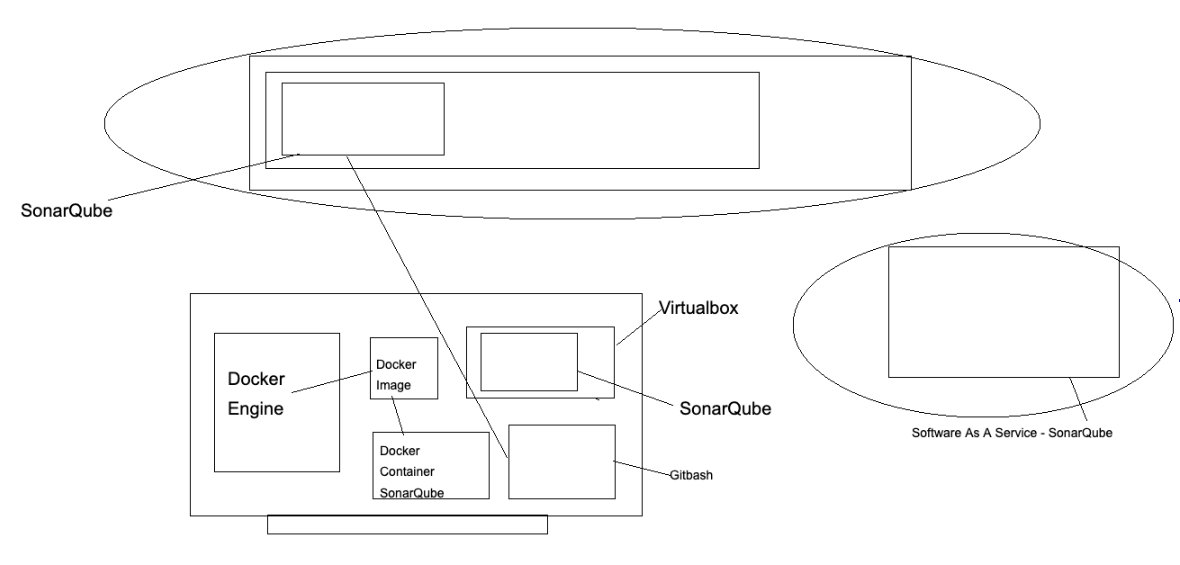 SonarQube
Virtualbox
Docker
Engine
Docker
Image
SonarQube
Docker
Container
SonarQube
Gitbash
Software As A Service - SonarQube